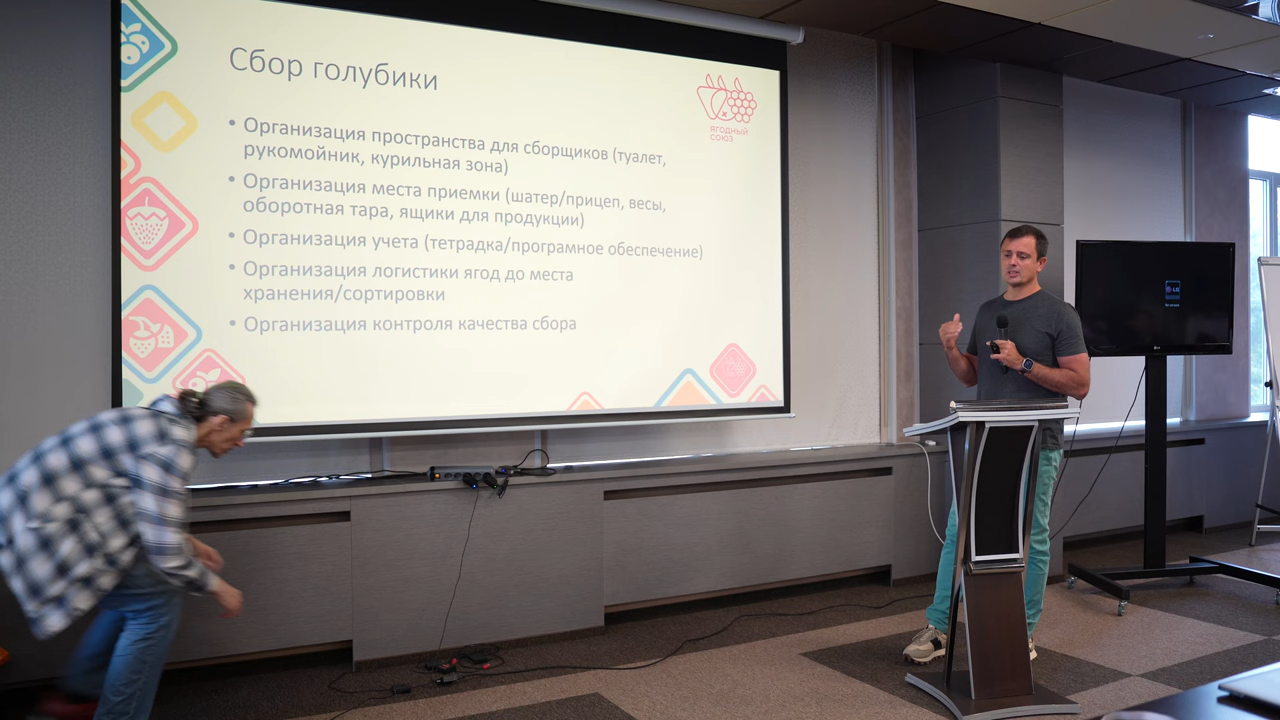 Сбор голубики
ЯГОДНЫЙ
СОЮЗ
• Организация пространства для сборщиков (туалет,
рукомойник, курильная зона)
• Организация места приемки (шатер/прицеп, весы,
оборотная тара, ящики для продукции)
• Организация учета (тетрадка/програмное обеспечение)
• Организация логистики ягод до места
хранения/сортировки
• Организация контроля качества сбора
LG